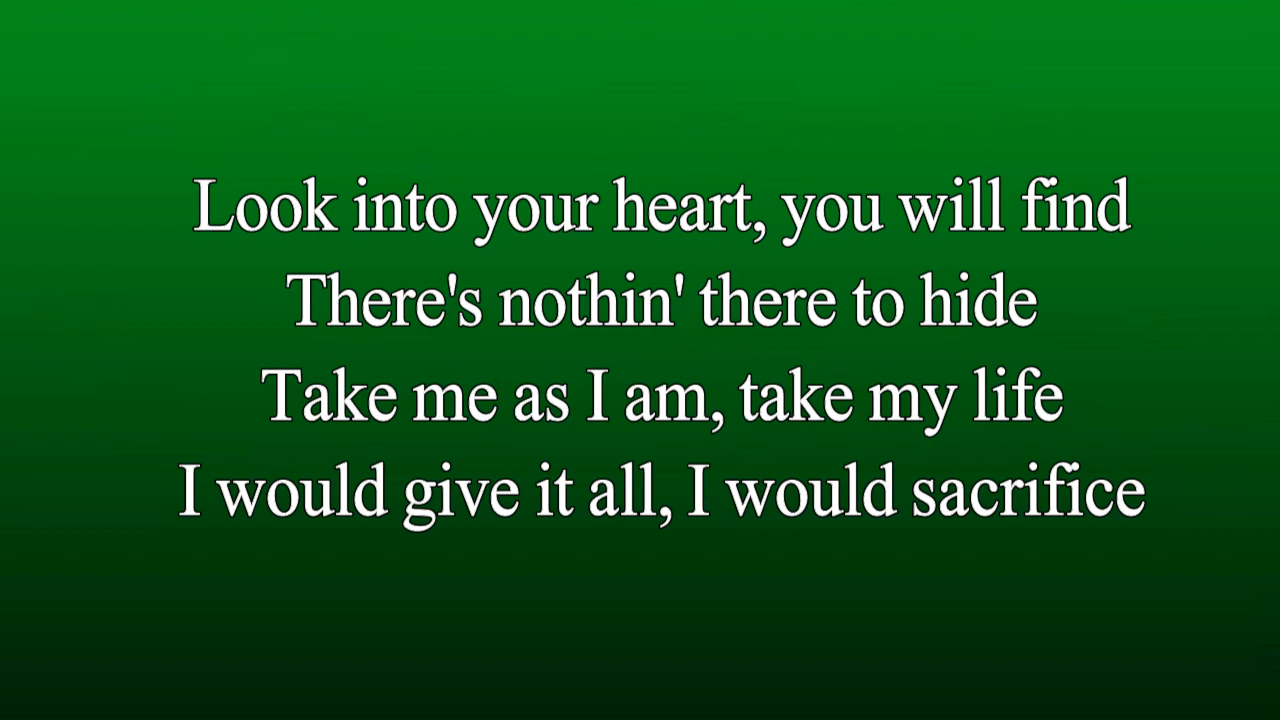 Look into your heart, you will find
There's nothin' there to hide
Take me as I am, take my life
I would give it all, I would sacrifice